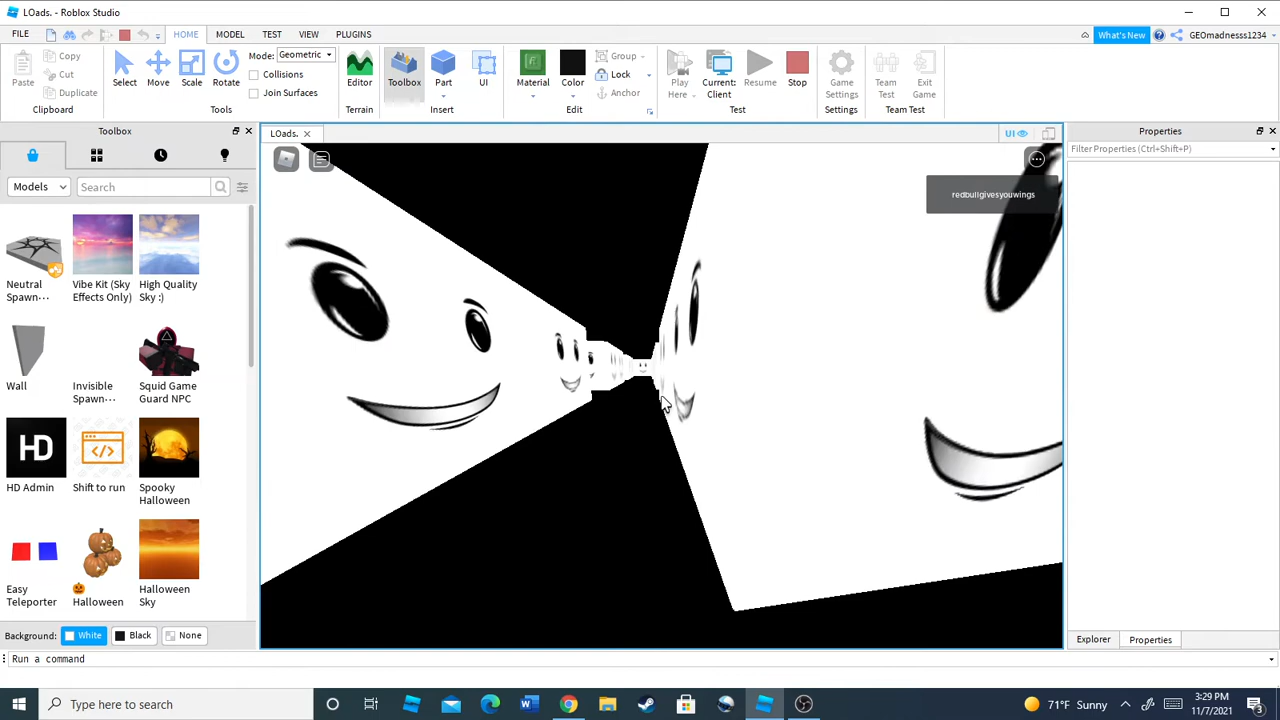 LOads. - Roblox Studio
FILE HOME MODEL TEST VIEW PLUGINS What's New GEOmadnesss1234
Paste Copy Cut Duplicate
Select Move Scale Rotate
Mode: Geometric
Collisions
Join Surfaces
Editor Toolbox Part UI
Material Color
Group
Lock
Anchor
Play Here Current: Client Resume Stop
Game Settings Team Test Exit Game
Clipboard Tools Terrain Insert Edit Test Settings Team Test
Toolbox
LOads.
UI
Properties
Filter Properties (Ctrl+Shift+P)
Models Search
redbullgivesyouwings
Neutral Spawn… Vibe Kit (Sky Effects Only) High Quality Sky :)
Wall Invisible Spawn… Squid Game Guard NPC
HD
HD Admin Shift to run Spooky Halloween
Easy Teleporter 🎃 Halloween Halloween Sky
Background: White Black None
Explorer Properties
Run a command
Type here to search
71°F Sunny
3:29 PM
11/7/2021
3